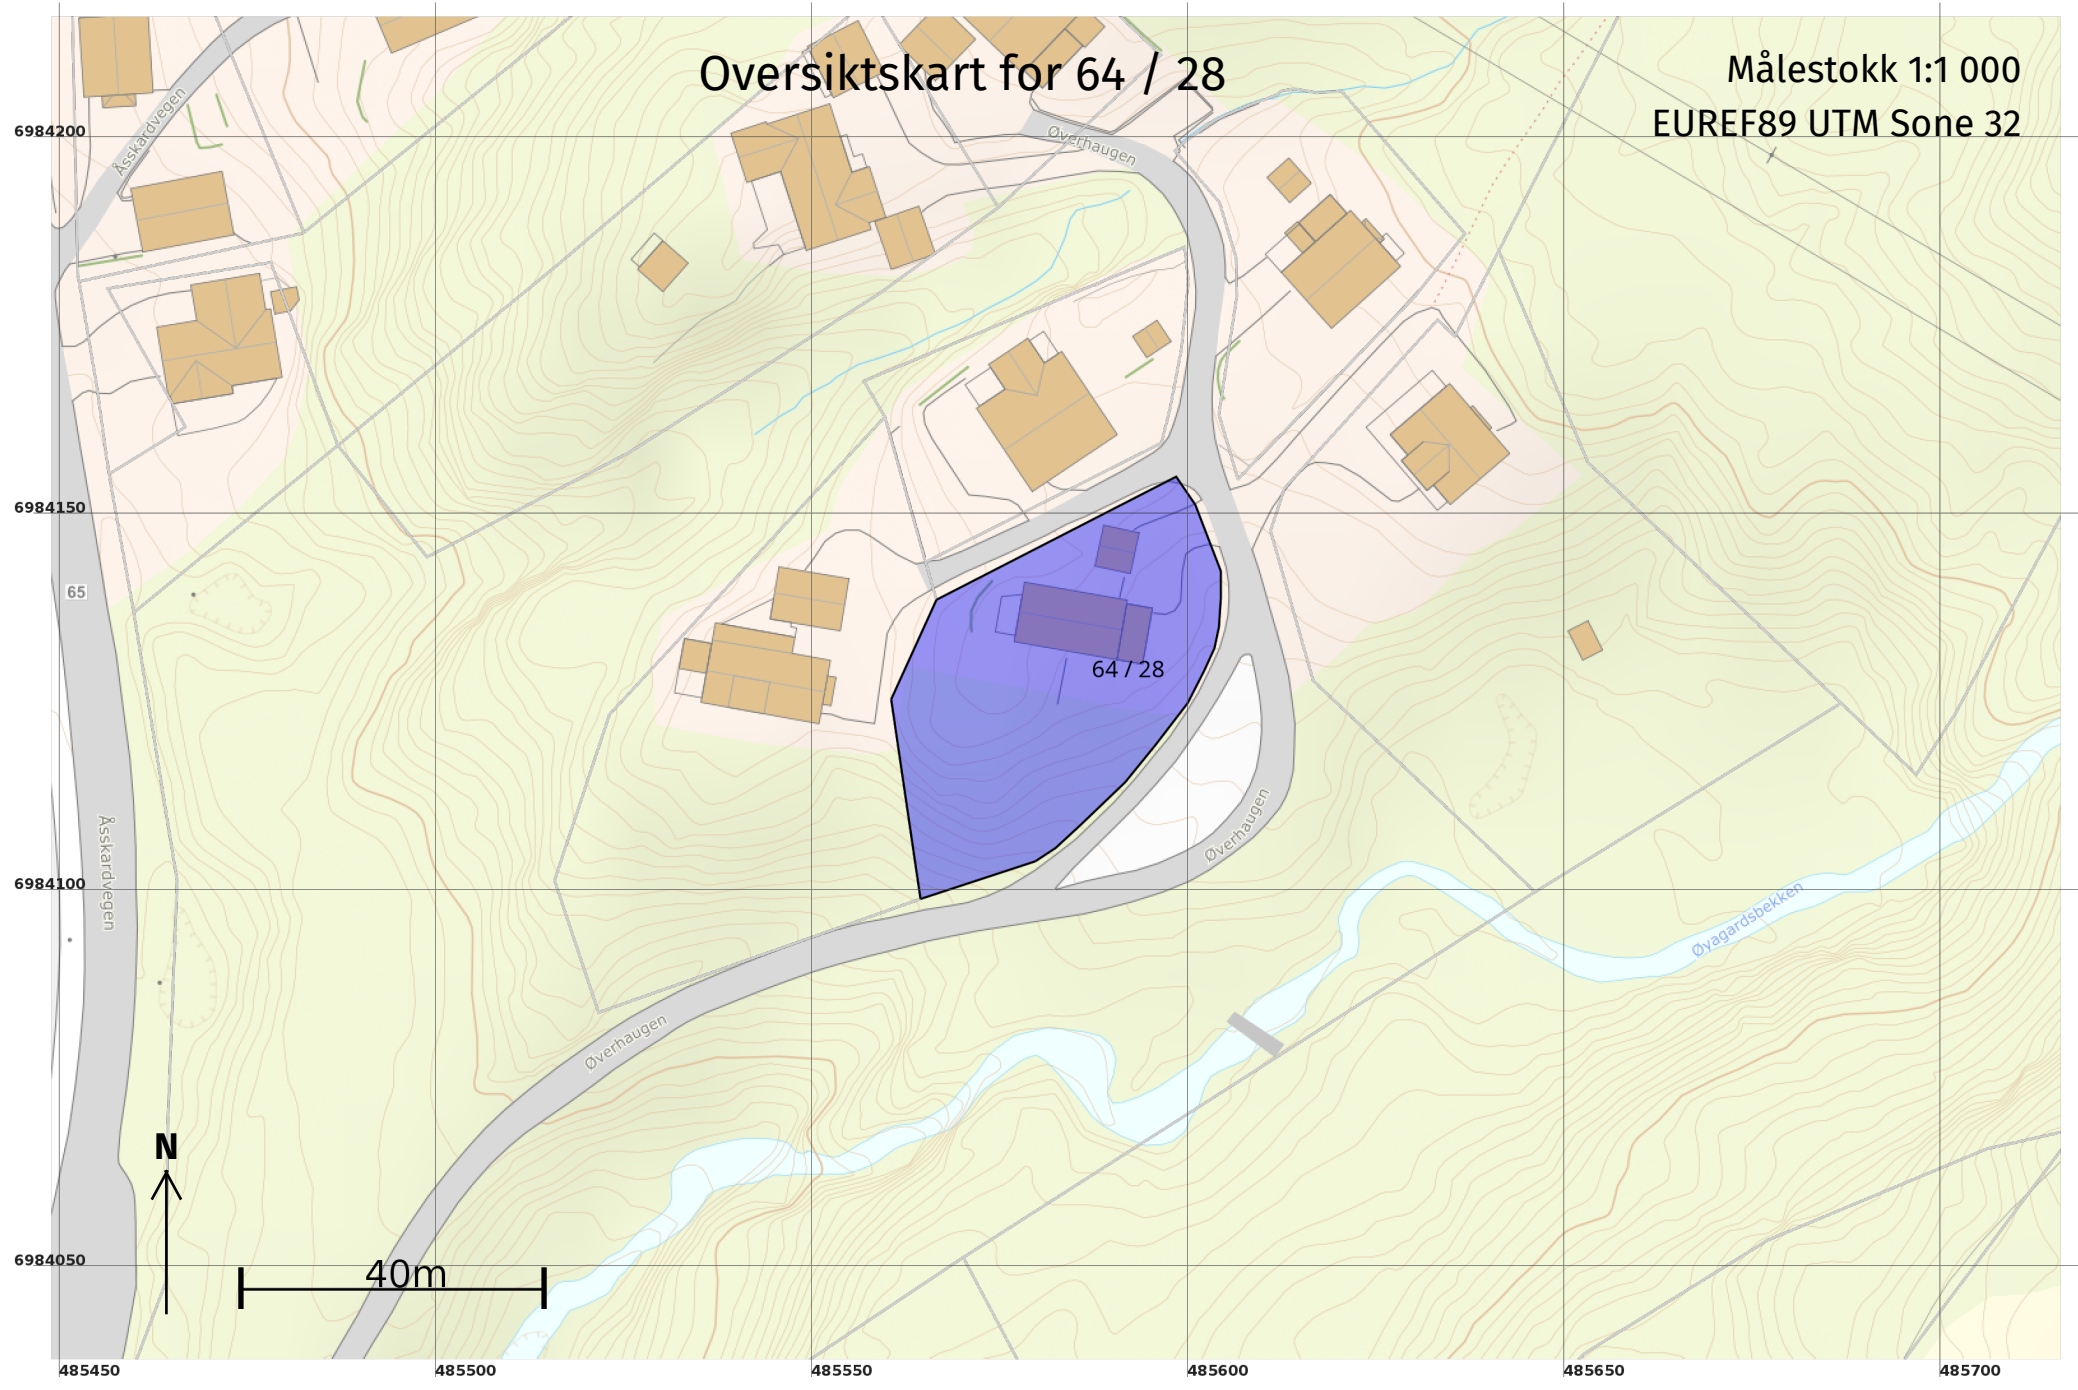 Oversiktskart for 64 / 28
Målestokk 1:1 000
EUREF89 UTM Sone 32
6984200
Åsskardvegen
Øverhaugen
6984150
65
64 / 28
Åsskardvegen
Øverhaugen
6984100
Øvagardsbekken
Øverhaugen
N
6984050
40m
485450
485500
485550
485600
485650
485700